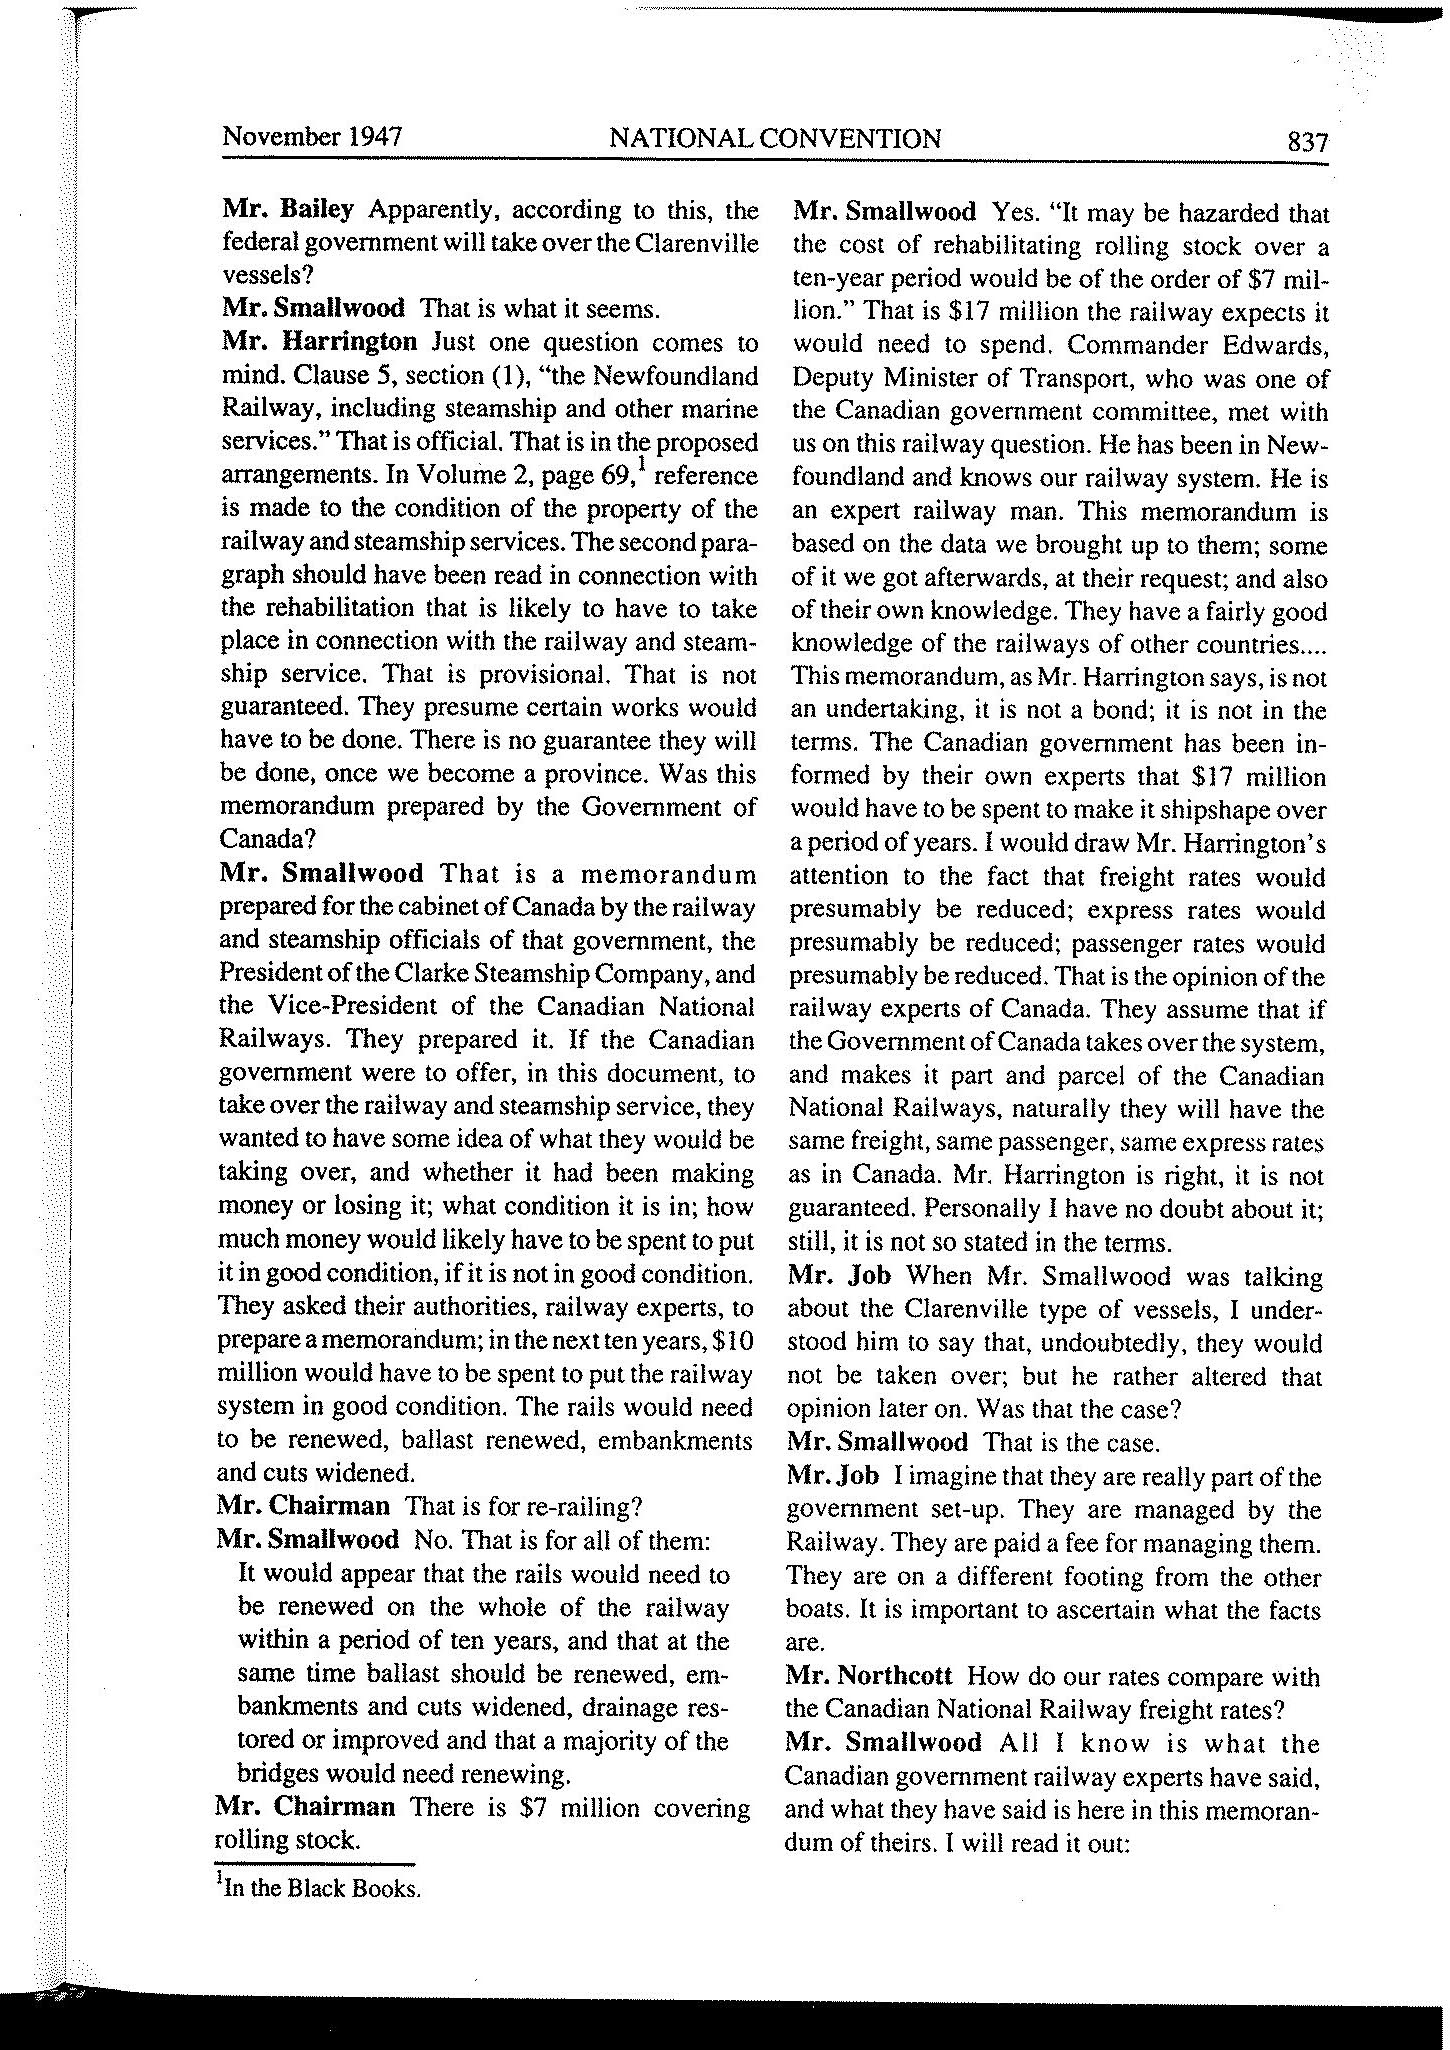 November 1947 NATIONAL CONVENTION 837
Mr. Bailey Apparently, according to this, the
federal government will take over the Clarenville
vessels?
Mr. Smallwood That is what it seems.
Mr. Harrington Just one question comes to
mind. Clause 5, section (1), “the Newfoundland
Railway, including steamship and other marine
services.” That is official. That is in the proposed
arrangements. In Volume 2, page 69,1 reference
is made to the condition of the property of the
railway and steamship services. The second para-
graph should have been read in connection with
the rehabilitation that is likely to have to take
place in connection with the railway and steam-
ship service. That is provisional. That is not
guaranteed. They presume certain works would
have to be done. There is no guarantee they will
be done, once we become a province. Was this
memorandum prepared by the Government of
Canada?
Mr. Smallwood That is a memorandum
prepared for the cabinet of Canada by the railway
and steamship officials of that government, the
President of the Clarke Steamship Company, and
the Vice-President of the Canadian National
Railways. They prepared it. If the Canadian
government were to offer, in this document, to
take over the railway and steamship service, they
wanted to have some idea of what they would be
taking over, and whether it had been making
money or losing it; what condition it is in; how
much money would likely have to be spent to put
it in good condition, if it is not in good condition.
They asked their authorities, railway experts, to
prepare a memorandum; in the next ten years, $10
million would have to be spent to put the railway
system in good condition. The rails would need
to be renewed, ballast renewed, embankments
and cuts widened.
Mr. Chairman That is for re-railing?
Mr. Smallwood No. That is for all of them:
It would appear that the rails would need to
be renewed on the whole of the railway
within a period of ten years, and that at the
same time ballast should be renewed, em-
bankments and cuts widened, drainage res-
tored or improved and that a majority of the
bridges would need renewing.
Mr. Chairman There is $7 million covering
rolling stock.
1In the Black Books.
Mr. Smallwood Yes. “It may be hazarded that
the cost of rehabilitating rolling stock over a
ten-year period would be of the order of $7 mil-
lion.” That is $17 million the railway expects it
would need to spend. Commander Edwards,
Deputy Minister of Transport, who was one of
the Canadian government committee, met with
us on this railway question. He has been in New-
foundland and knows our railway system. He is
an expert railway man. This memorandum is
based on the data we brought up to them; some
of it we got afterwards, at their request; and also
of their own knowledge. They have a fairly good
knowledge of the railways of other countries....
This memorandum, as Mr. Harrington says, is not
an undertaking, it is not a bond; it is not in the
terms. The Canadian government has been in-
formed by their own experts that $17 million
would have to be spent to make it shipshape over
a period of years. I would draw Mr. Harrington's
attention to the fact that freight rates would
presumably be reduced; express rates would
presumably be reduced; passenger rates would
presumably be reduced. That is the opinion of the
railway experts of Canada. They assume that if
the Government of Canada takes over the system,
and makes it part and parcel of the Canadian
National Railways, naturally they will have the
same freight, same passenger, same express rates
as in Canada. Mr. Harrington is right, it is not
guaranteed. Personally I have no doubt about it;
still, it is not so stated in the terms.
Mr. Job When Mr. Smallwood was talking
about the Clarenville type of vessels, I under-
stood him to say that, undoubtedly, they would
not be taken over; but he rather altered that
opinion later on. Was that the case?
Mr. Smallwood That is the case.
Mr. Job I imagine that they are really part of the
government set-up. They are managed by the
Railway. They are paid a fee for managing them.
They are on a different footing from the other
boats. It is important to ascertain what the facts
are.
Mr. Northcott How do our rates compare with
the Canadian National Railway freight rates?
Mr. Smallwood All I know is what the
Canadian government railway experts have said,
and what they have said is here in this memoran-
dum of theirs. I will read it out: